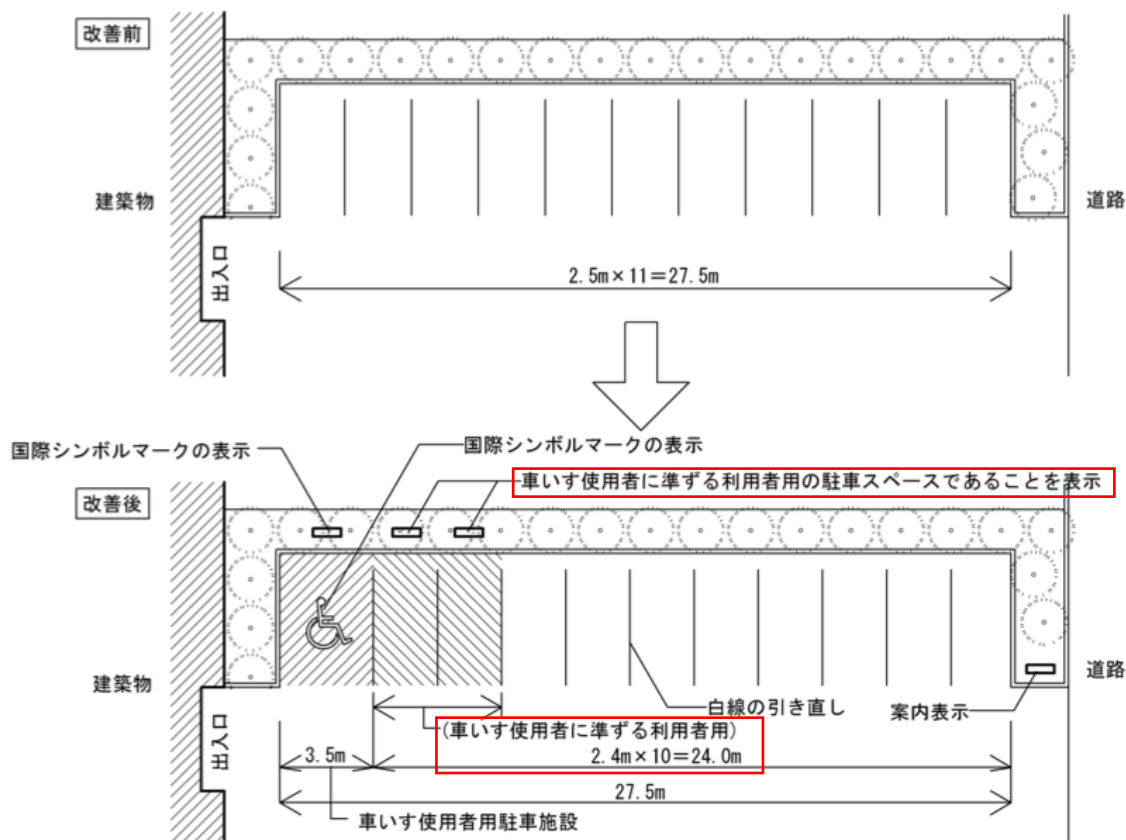 改善前
建築物
道路
出入口
2.5m×11＝27.5m
国際シンボルマークの表示
国際シンボルマークの表示
車いす使用者に準ずる利用者用の駐車スペースであることを表示
改善後
建築物
道路
白線の引き直し
案内表示
(車いす使用者に準ずる利用者用)
出入口
3.5m
2.4m×10＝24.0m
27.5m
車いす使用者用駐車施設